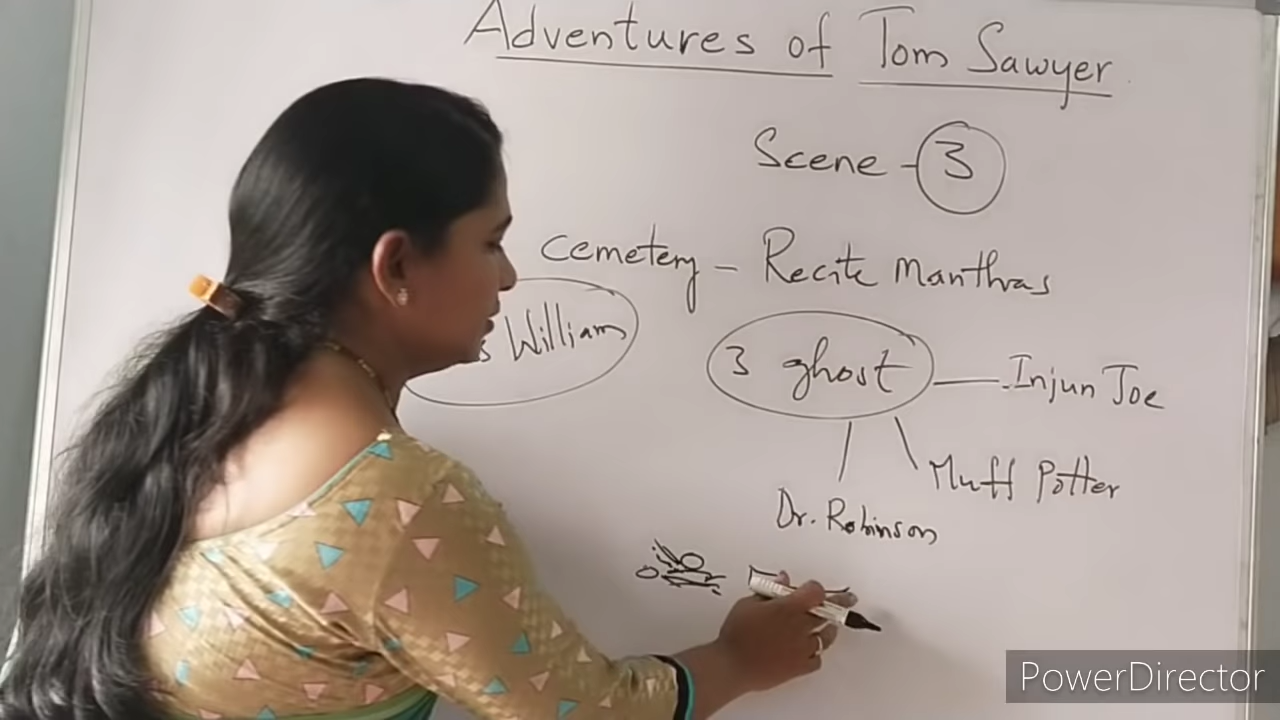 Adventures of Tom Sawyer
Scene - 3
Cemetery - Recite Manthras
William
3 ghost
Injun Joe
Muff Potter
Dr. Robinson
PowerDirector